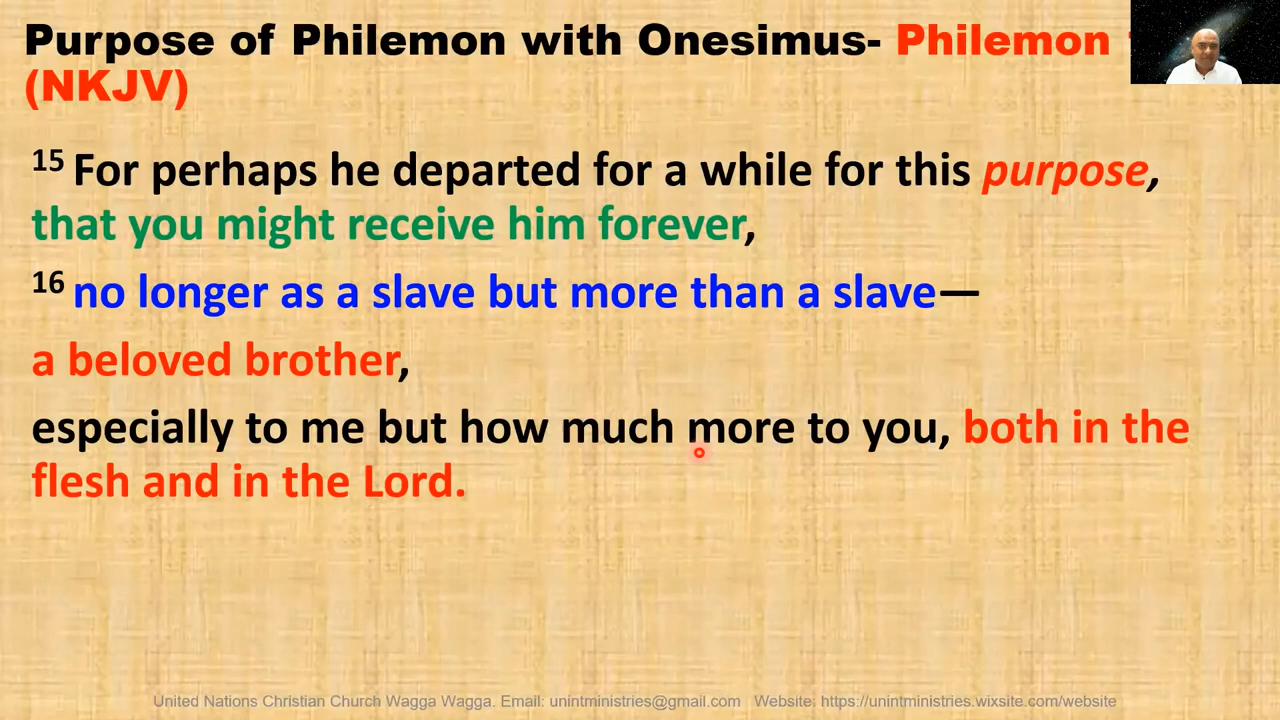 Purpose of Philemon with Onesimus- Philemon
(NKJV)
15 For perhaps he departed for a while for this purpose,
that you might receive him forever,
16 no longer as a slave but more than a slave—
a beloved brother,
especially to me but how much more to you, both in the
flesh and in the Lord.
United Nations Christian Church Wagga Wagga. Email: unintministries@gmail.com Website: https://unintministries.wixsite.com/website